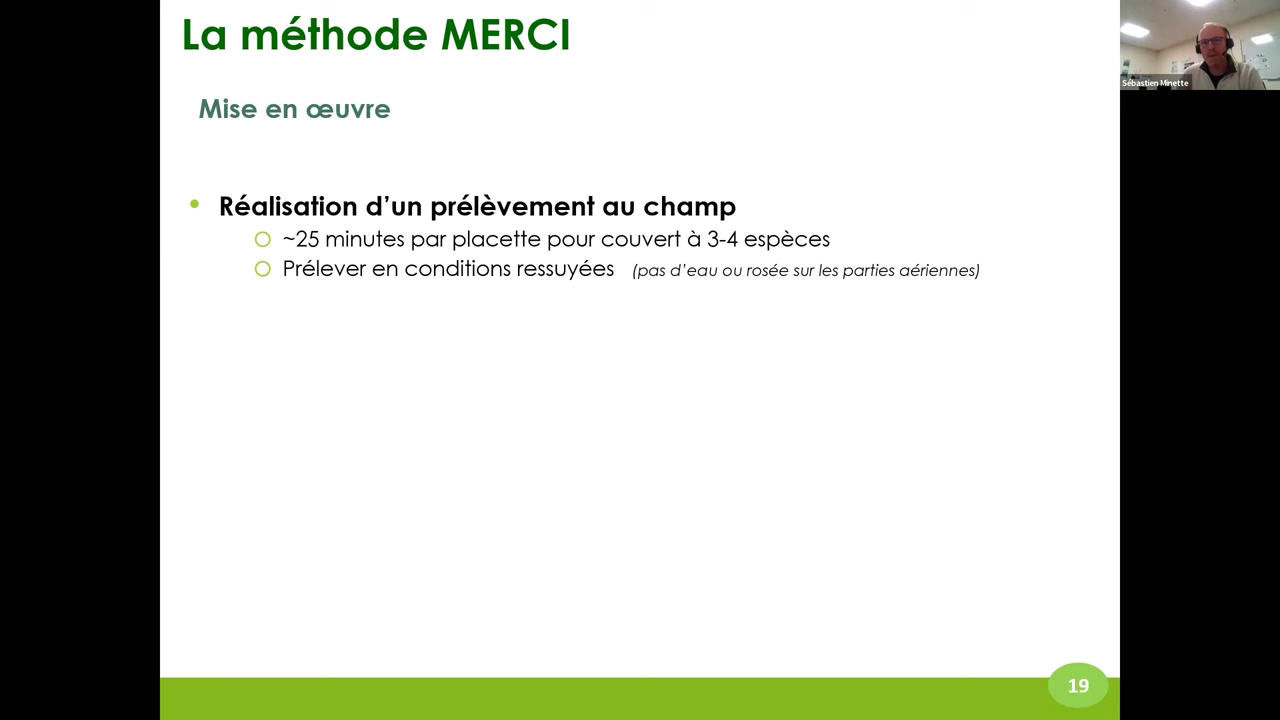 La méthode MERCI
Sébastien Minette
Mise en œuvre
• Réalisation d’un prélèvement au champ
~25 minutes par placette pour couvert à 3-4 espèces
Prélever en conditions ressuyées (pas d’eau ou rosée sur les parties aériennes)
19